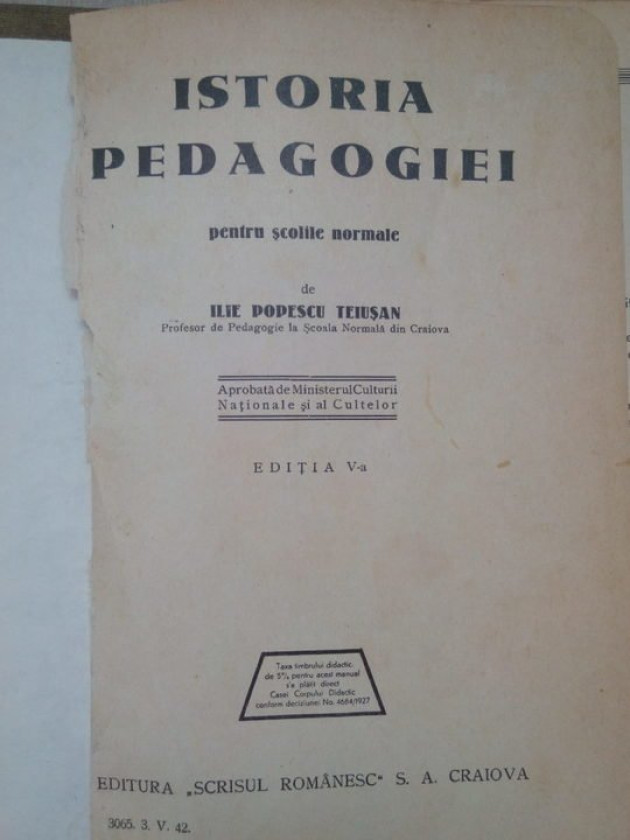 ISTORIA
PEDAGOGIEI
pentru școlile normale
de
ILIE POPESCU TEIUȘAN
Profesor de Pedagogie la Școala Normală din Craiova
Aprobată de Ministerul Culturii
Naționale și al Cultelor
EDIȚIA V-a
Taxa timbrului didactic
de 5% pentru acest manual
s'a plătit direct
Casei Corpului Didactic
conform deciziunei No. 4684/1927
EDITURA „SCRISUL ROMÂNESC" S. A. CRAIOVA
3065. 3. V. 42.